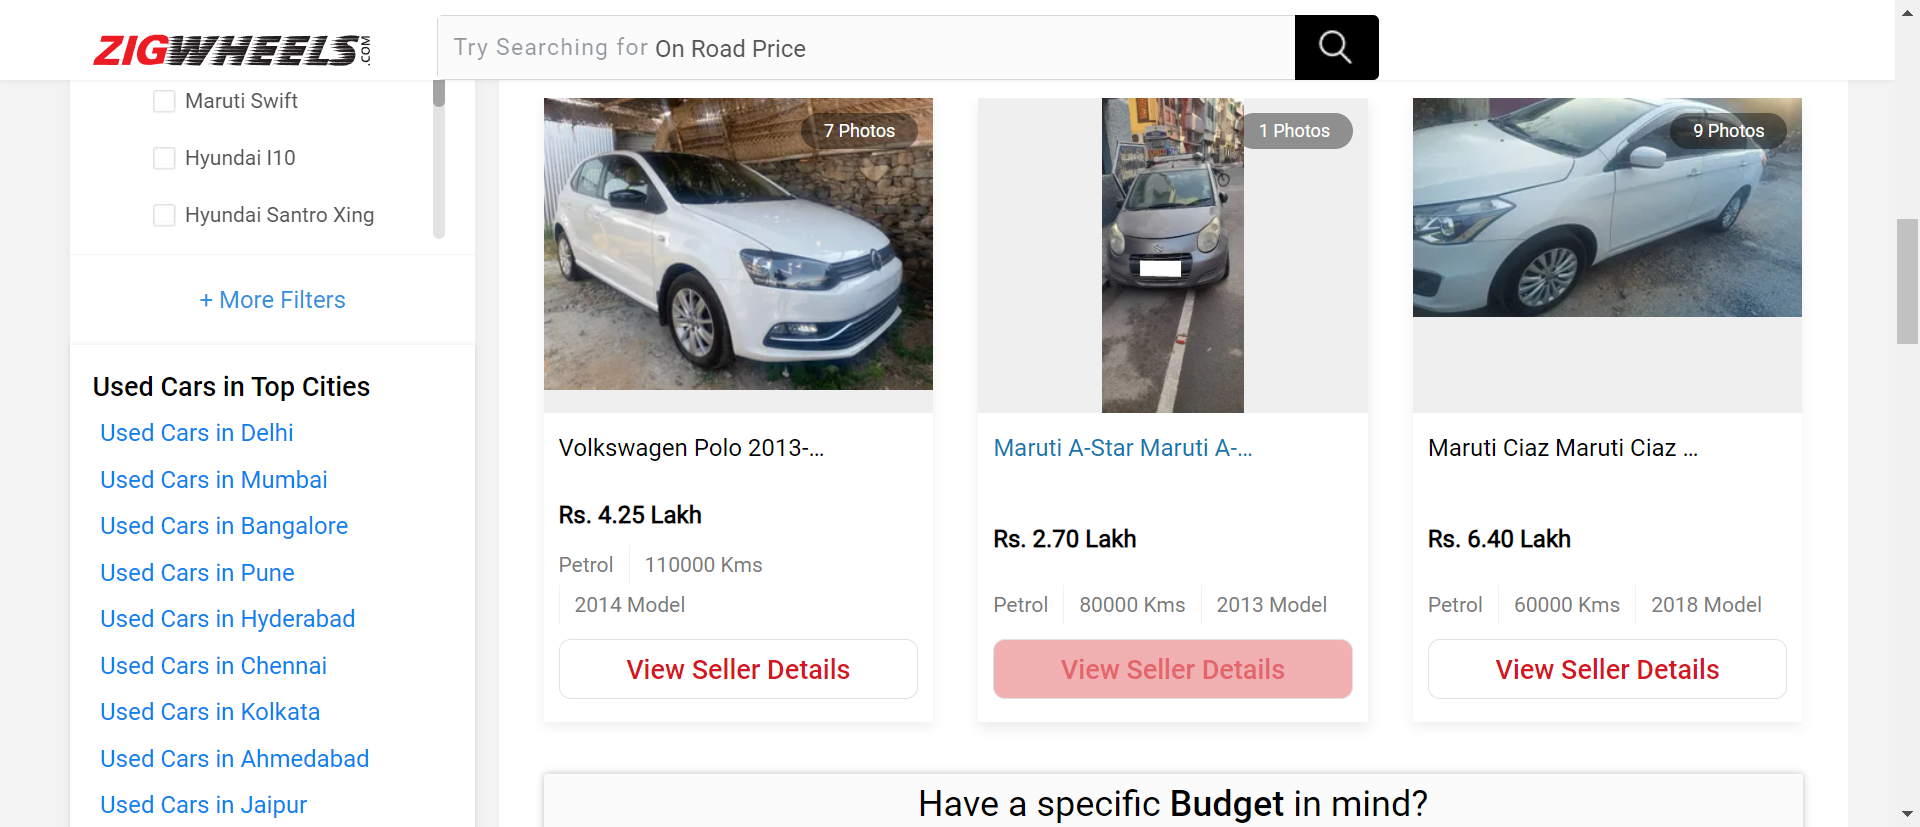 ZIGWHEELS.COM
Try Searching for On Road Price
Maruti Swift
Hyundai I10
Hyundai Santro Xing
+ More Filters
Used Cars in Top Cities
Used Cars in Delhi
Used Cars in Mumbai
Used Cars in Bangalore
Used Cars in Pune
Used Cars in Hyderabad
Used Cars in Chennai
Used Cars in Kolkata
Used Cars in Ahmedabad
Used Cars in Jaipur
7 Photos
Volkswagen Polo 2013-...
Rs. 4.25 Lakh
Petrol 110000 Kms
2014 Model
View Seller Details
1 Photos
Maruti A-Star Maruti A-...
Rs. 2.70 Lakh
Petrol 80000 Kms 2013 Model
View Seller Details
9 Photos
Maruti Ciaz Maruti Ciaz ...
Rs. 6.40 Lakh
Petrol 60000 Kms 2018 Model
View Seller Details
Have a specific Budget in mind?